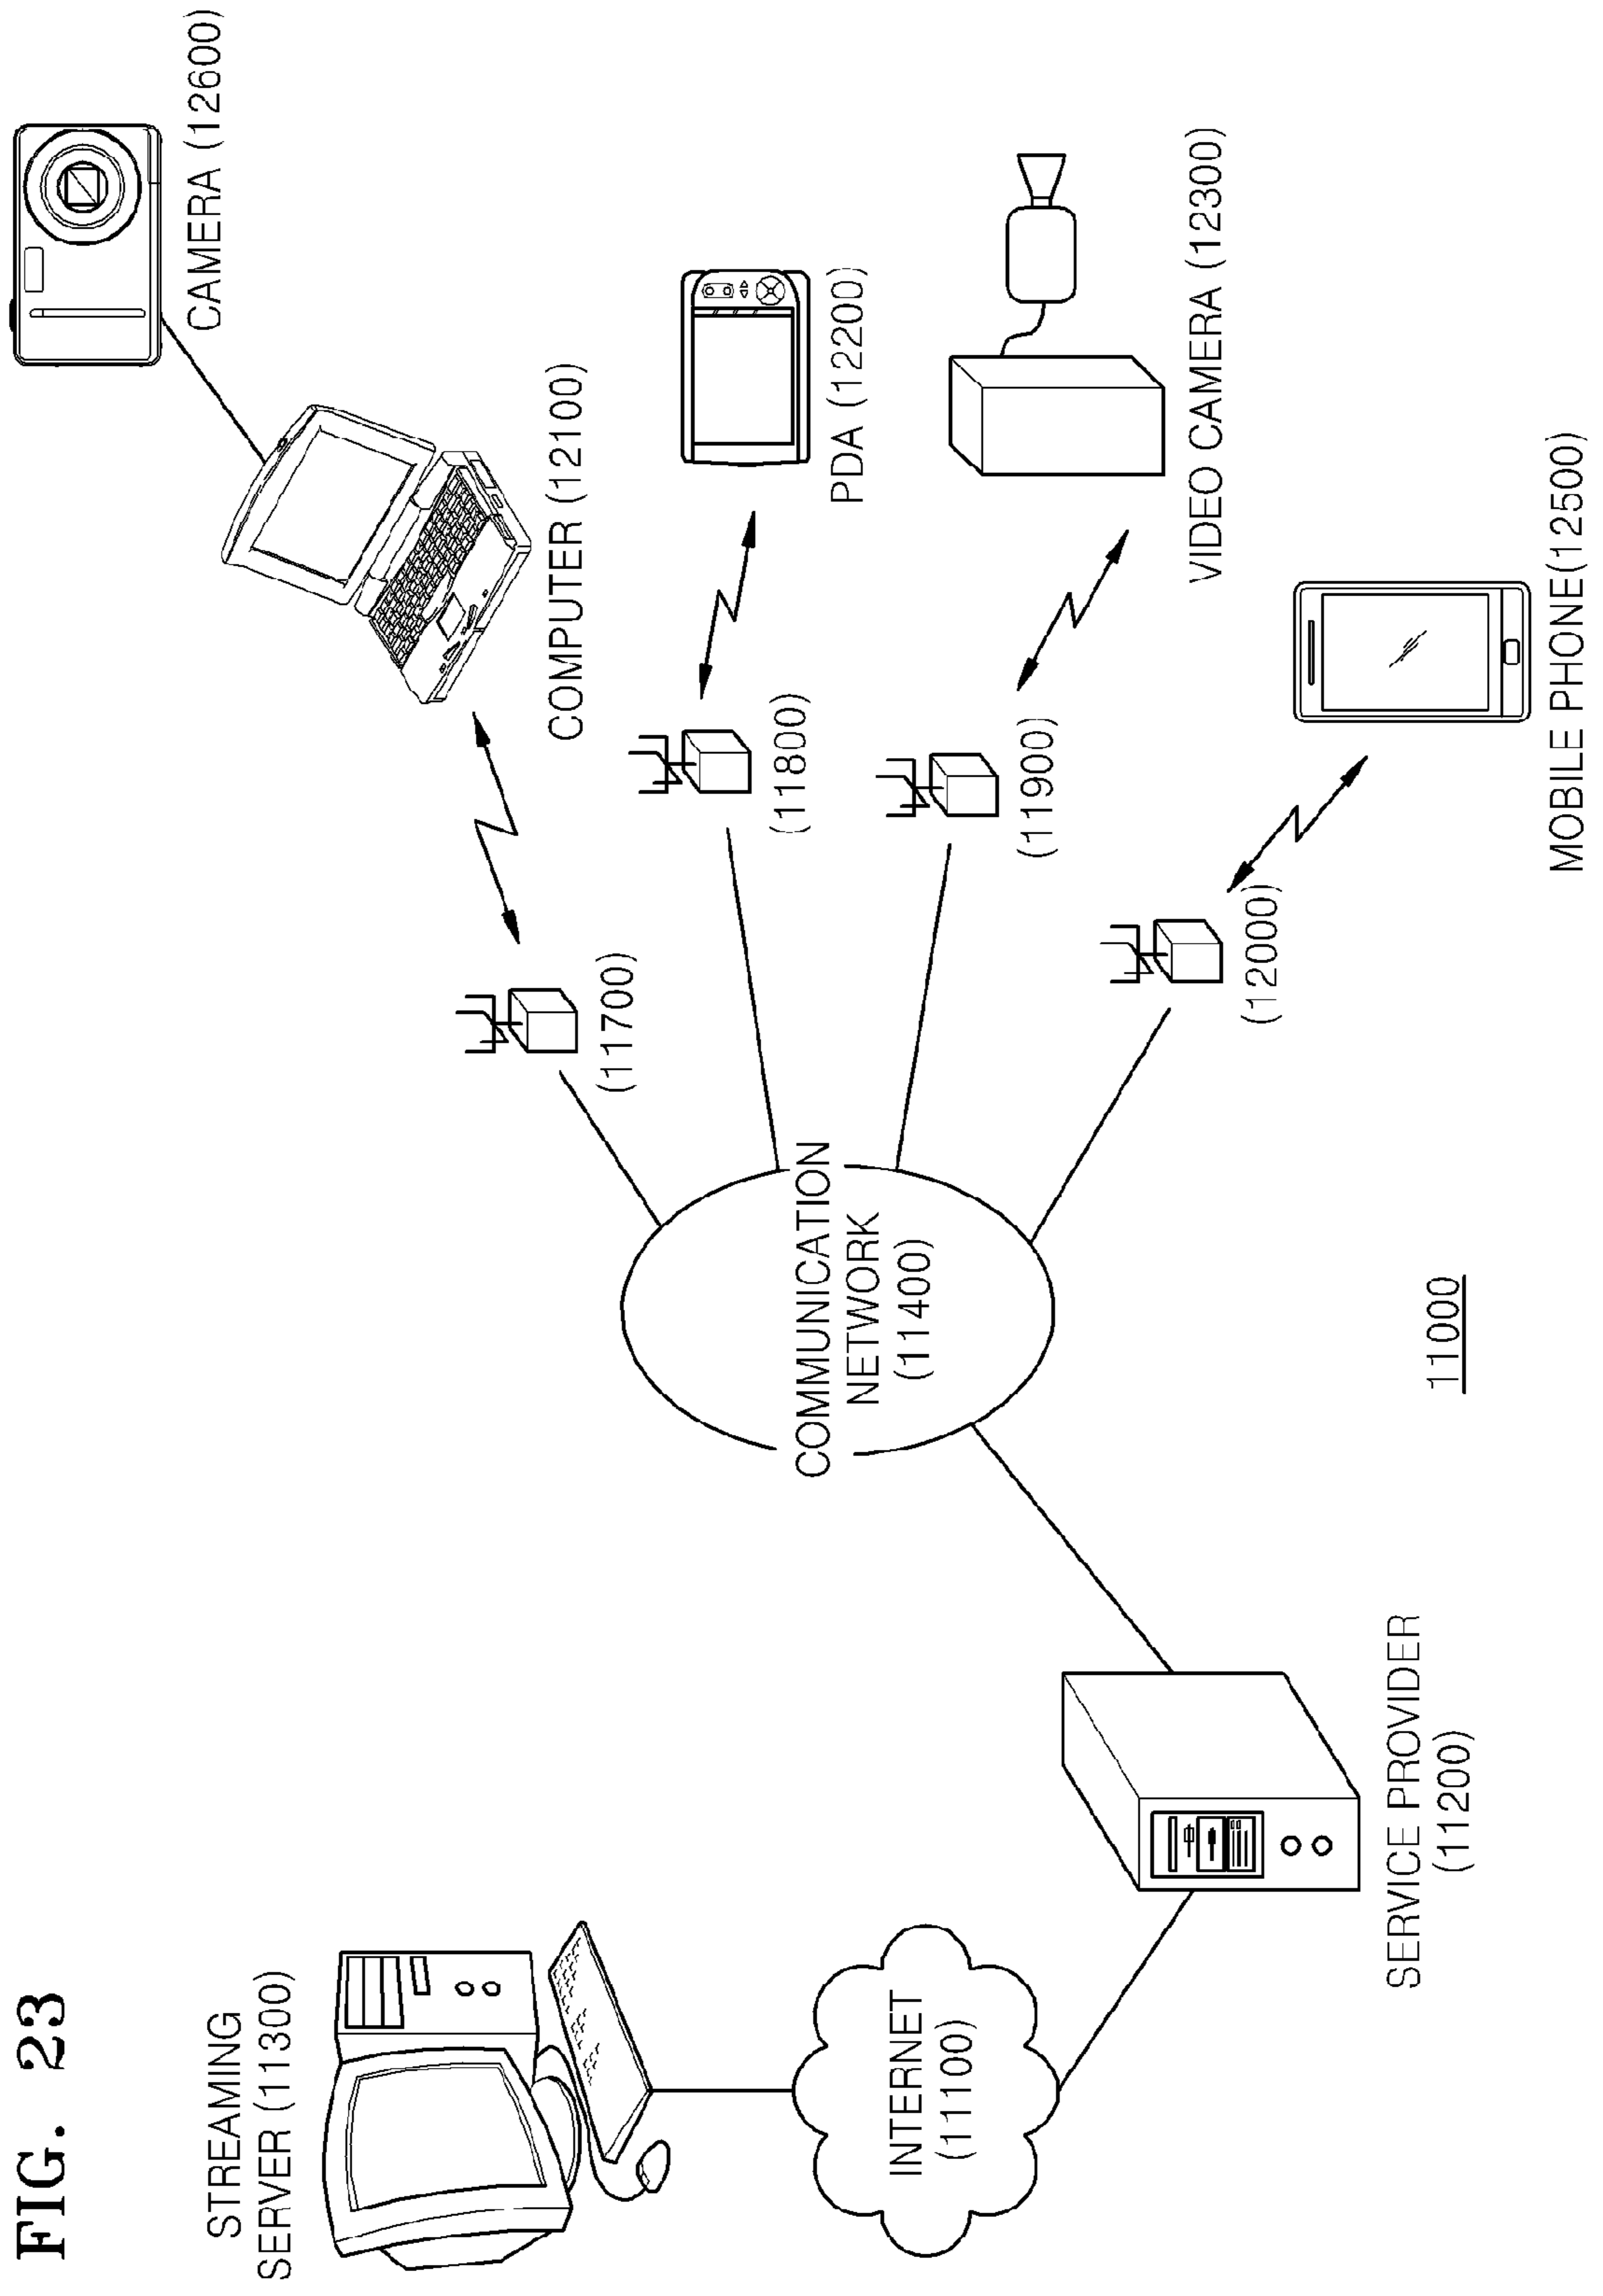 FIG. 23
STREAMING
SERVER (11300)
INTERNET
(11100)
SERVICE PROVIDER
(11200)
COMMUNICATION
NETWORK
(11400)
11000
(11700)
(11800)
(11900)
(12000)
CAMERA (12600)
COMPUTER (12100)
PDA (12200)
VIDEO CAMERA (12300)
MOBILE PHONE(12500)